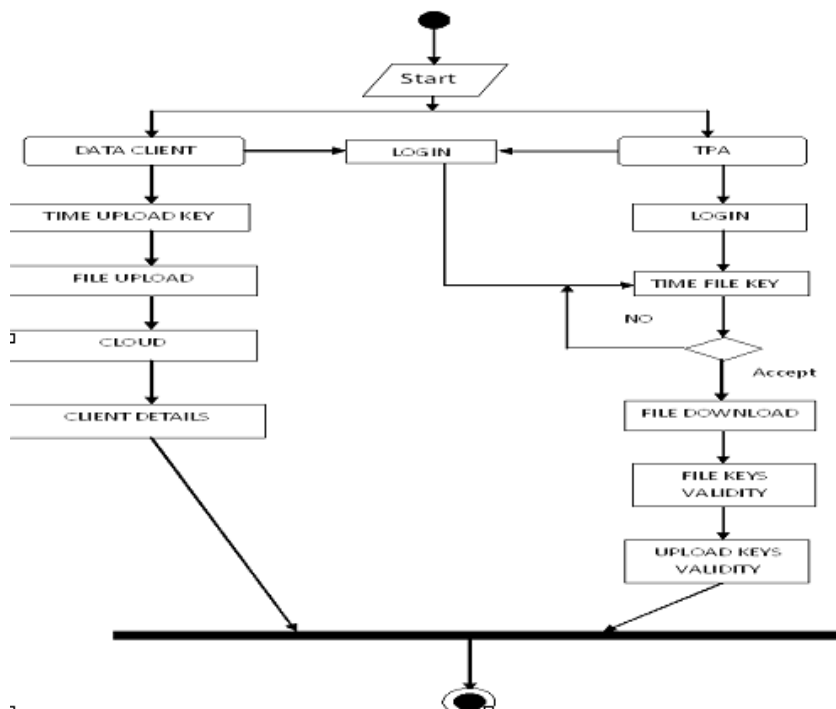 Start
DATA CLIENT
LOGIN
TPA
TIME UPLOAD KEY
LOGIN
FILE UPLOAD
TIME FILE KEY
NO
CLOUD
Accept
CLIENT DETAILS
FILE DOWNLOAD
FILE KEYS
VALIDITY
UPLOAD KEYS
VALIDITY